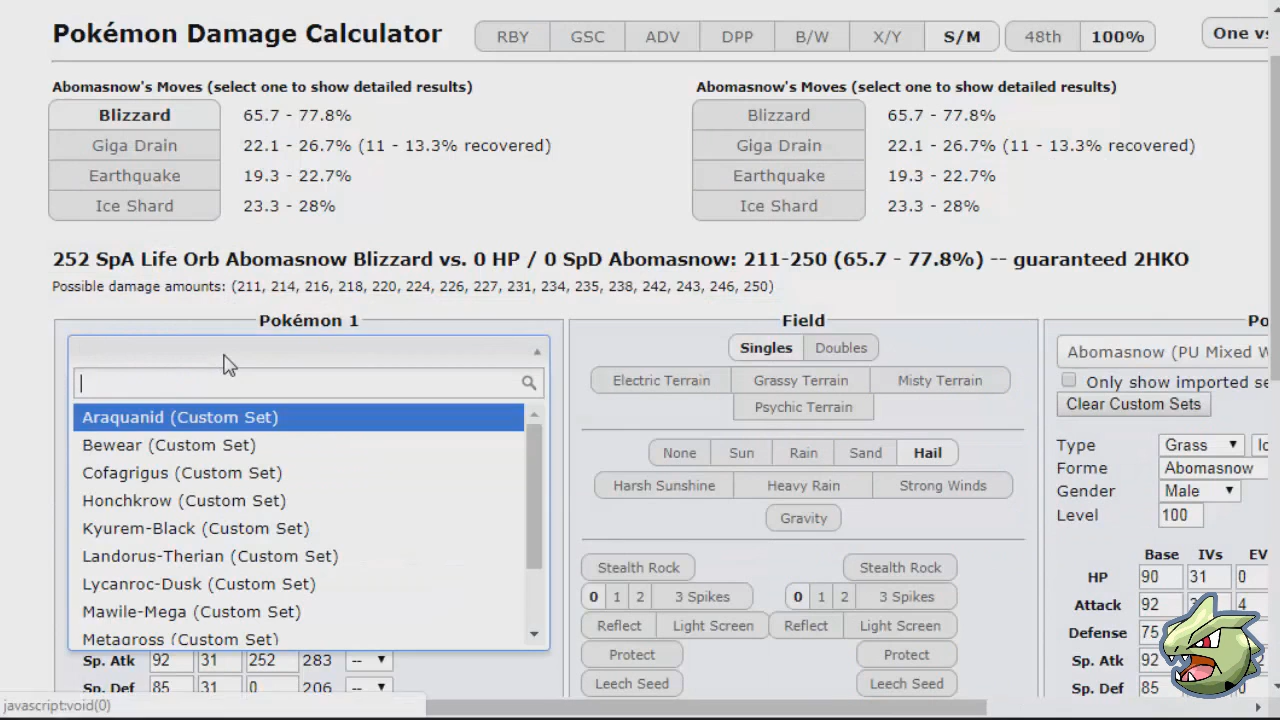 Pokémon Damage Calculator
RBY GSC ADV DPP B/W X/Y S/M 48th 100% One vs
Abomasnow's Moves (select one to show detailed results)
Blizzard 65.7 - 77.8%
Giga Drain 22.1 - 26.7% (11 - 13.3% recovered)
Earthquake 19.3 - 22.7%
Ice Shard 23.3 - 28%
Abomasnow's Moves (select one to show detailed results)
Blizzard 65.7 - 77.8%
Giga Drain 22.1 - 26.7% (11 - 13.3% recovered)
Earthquake 19.3 - 22.7%
Ice Shard 23.3 - 28%
252 SpA Life Orb Abomasnow Blizzard vs. 0 HP / 0 SpD Abomasnow: 211-250 (65.7 - 77.8%) -- guaranteed 2HKO
Possible damage amounts: (211, 214, 216, 218, 220, 224, 226, 227, 231, 234, 235, 238, 242, 243, 246, 250)
Pokémon 1
Araquanid (Custom Set)
Bewear (Custom Set)
Cofagrigus (Custom Set)
Honchkrow (Custom Set)
Kyurem-Black (Custom Set)
Landorus-Therian (Custom Set)
Lycanroc-Dusk (Custom Set)
Mawile-Mega (Custom Set)
Metagross (Custom Set)
Sp. Atk 92 31 252 283 --
Sp. Def 85 31 0 206 --
javascript:void(0)
Field
Singles Doubles
Electric Terrain Grassy Terrain Misty Terrain
Psychic Terrain
None Sun Rain Sand Hail
Harsh Sunshine Heavy Rain Strong Winds
Gravity
Stealth Rock Stealth Rock
0 1 2 3 Spikes 0 1 2 3 Spikes
Reflect Light Screen Reflect Light Screen
Protect Protect
Leech Seed Leech Seed
Po
Abomasnow (PU Mixed W
Only show imported se
Clear Custom Sets
Type Grass Ic
Forme Abomasnow
Gender Male
Level 100
Base IVs EV
HP 90 31 0
Attack 92 4
Defense 75
Sp. Atk 92
Sp. Def 85